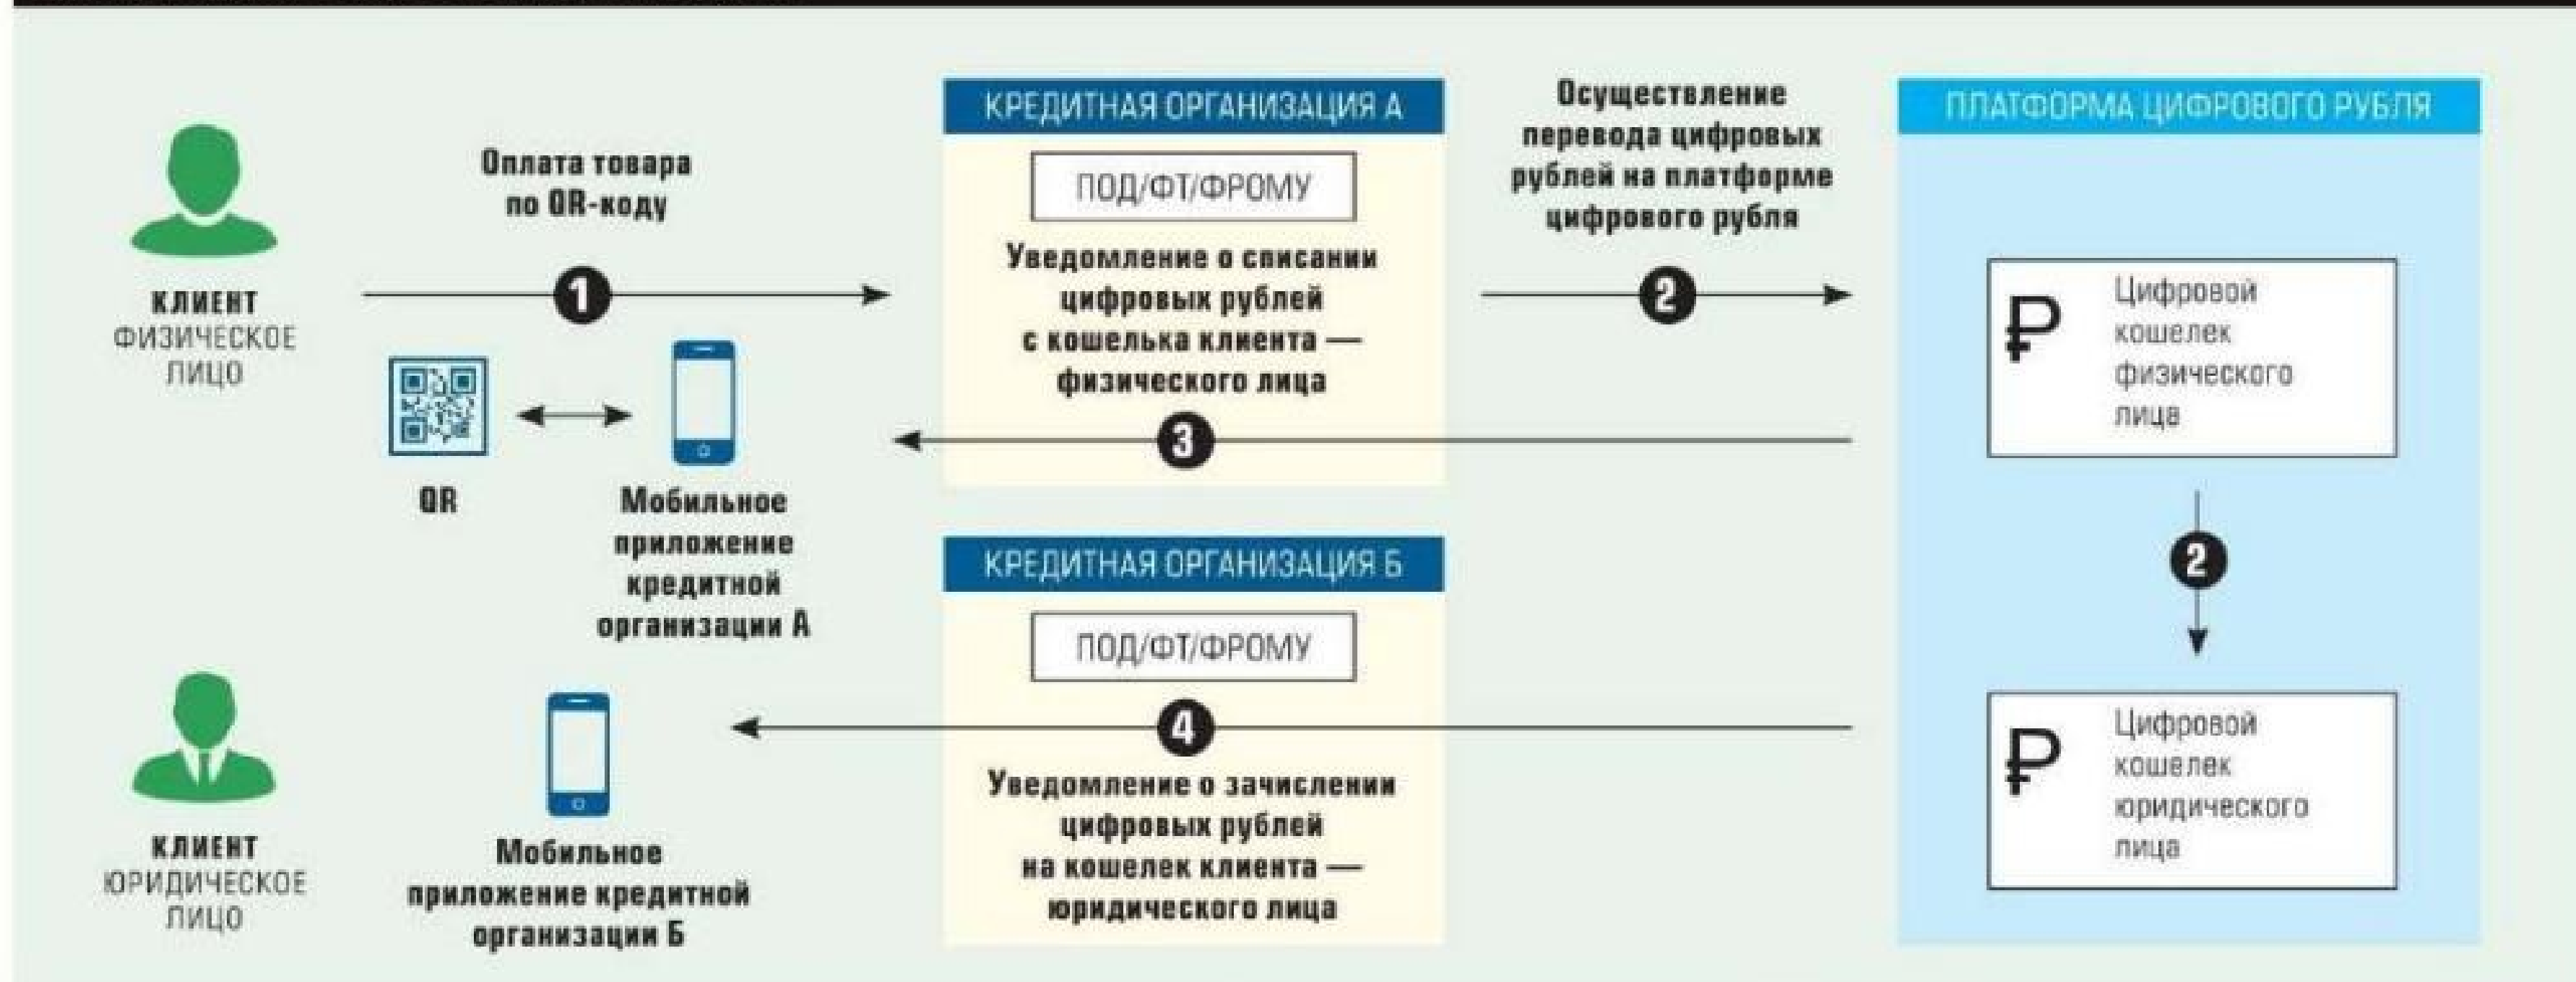 КЛИЕНТ
ФИЗИЧЕСКОЕ
ЛИЦО
Оплата товара
по QR-коду
1
QR
Мобильное
приложение
кредитной
организации А
КРЕДИТНАЯ ОРГАНИЗАЦИЯ А
ПОД/ФТ/ФРОМУ
Уведомление о списании
цифровых рублей
с кошелька клиента —
физического лица
3
Осуществление
перевода цифровых
рублей на платформе
цифрового рубля
2
ПЛАТФОРМА ЦИФРОВОГО РУБЛЯ
₽
Цифровой
кошелек
физического
лица
2
₽
Цифровой
кошелек
юридического
лица
КРЕДИТНАЯ ОРГАНИЗАЦИЯ Б
ПОД/ФТ/ФРОМУ
4
Уведомление о зачислении
цифровых рублей
на кошелек клиента —
юридического лица
КЛИЕНТ
ЮРИДИЧЕСКОЕ
ЛИЦО
Мобильное
приложение кредитной
организации Б